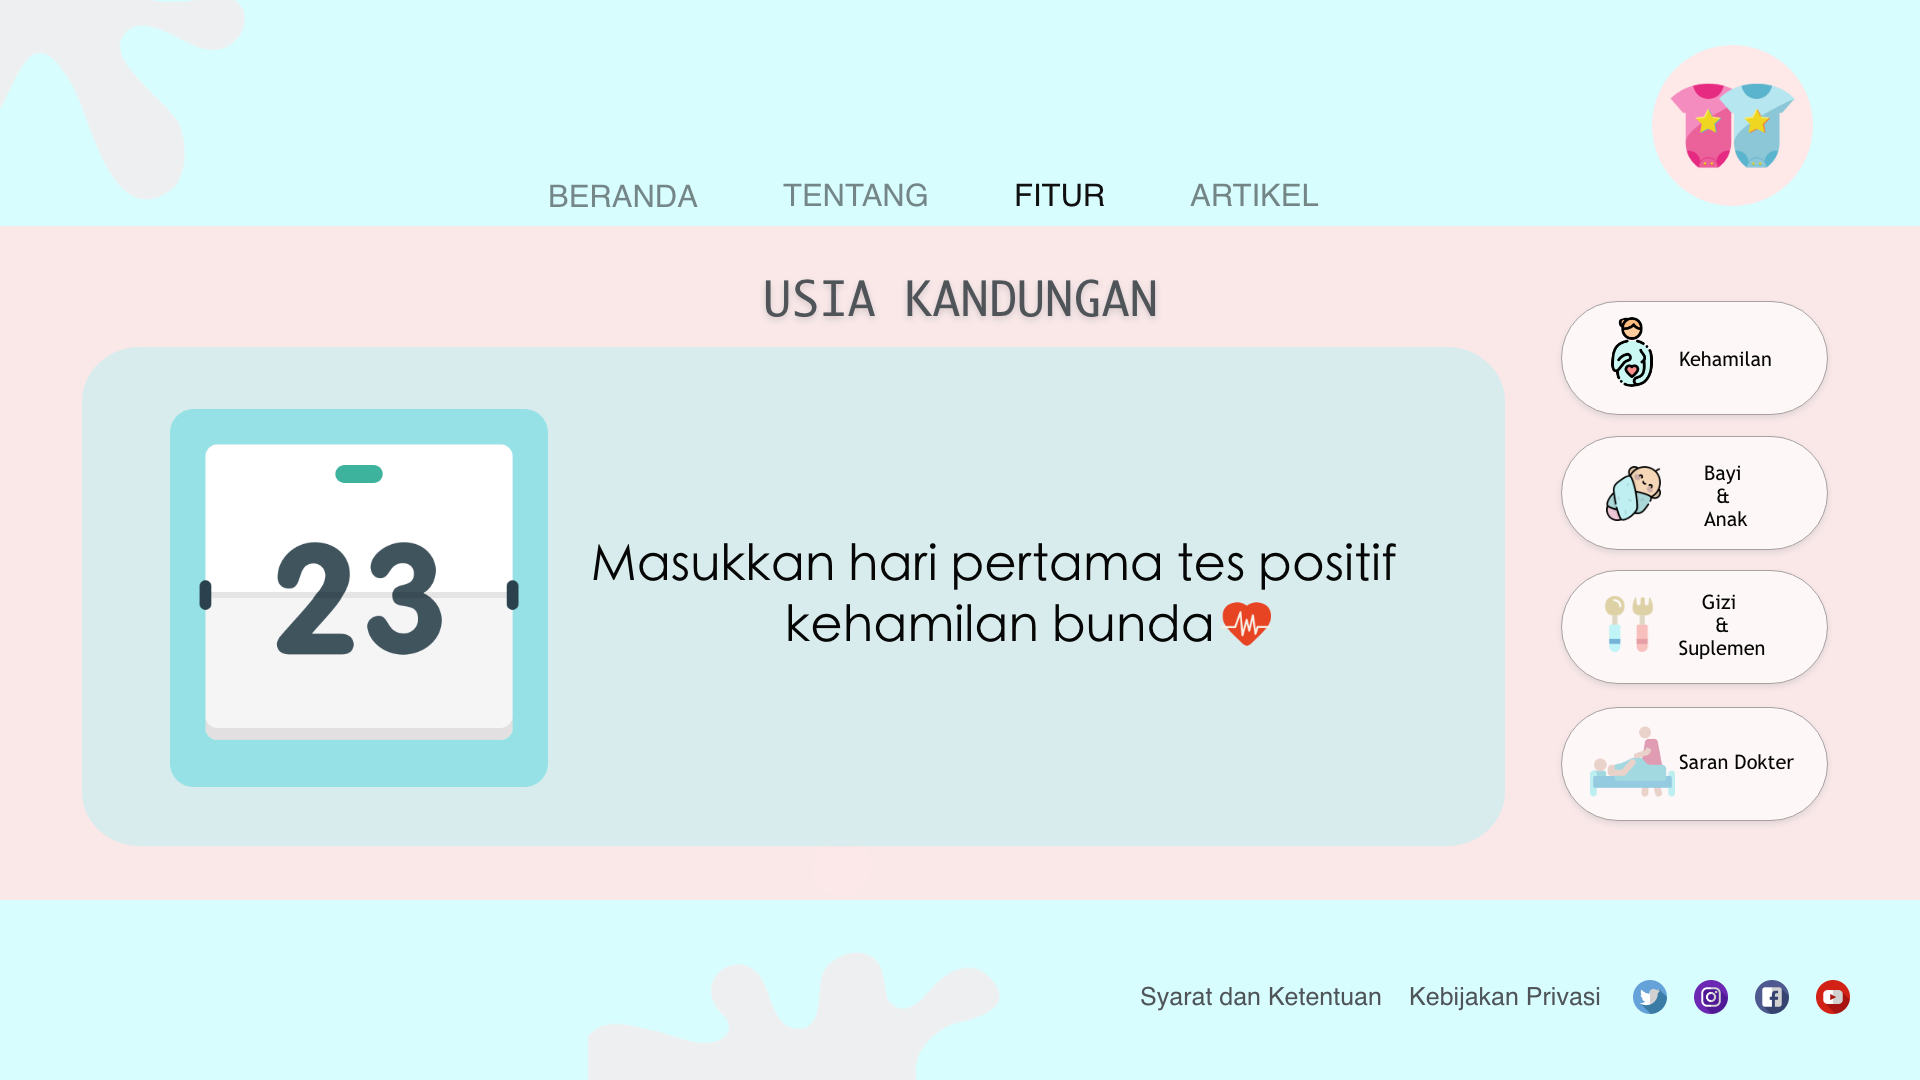 BERANDA
TENTANG
FITUR
ARTIKEL
USIA KANDUNGAN
23
Masukkan hari pertama tes positif
kehamilan bunda
Kehamilan
Bayi
&
Anak
Gizi
&
Suplemen
Saran Dokter
Syarat dan Ketentuan
Kebijakan Privasi